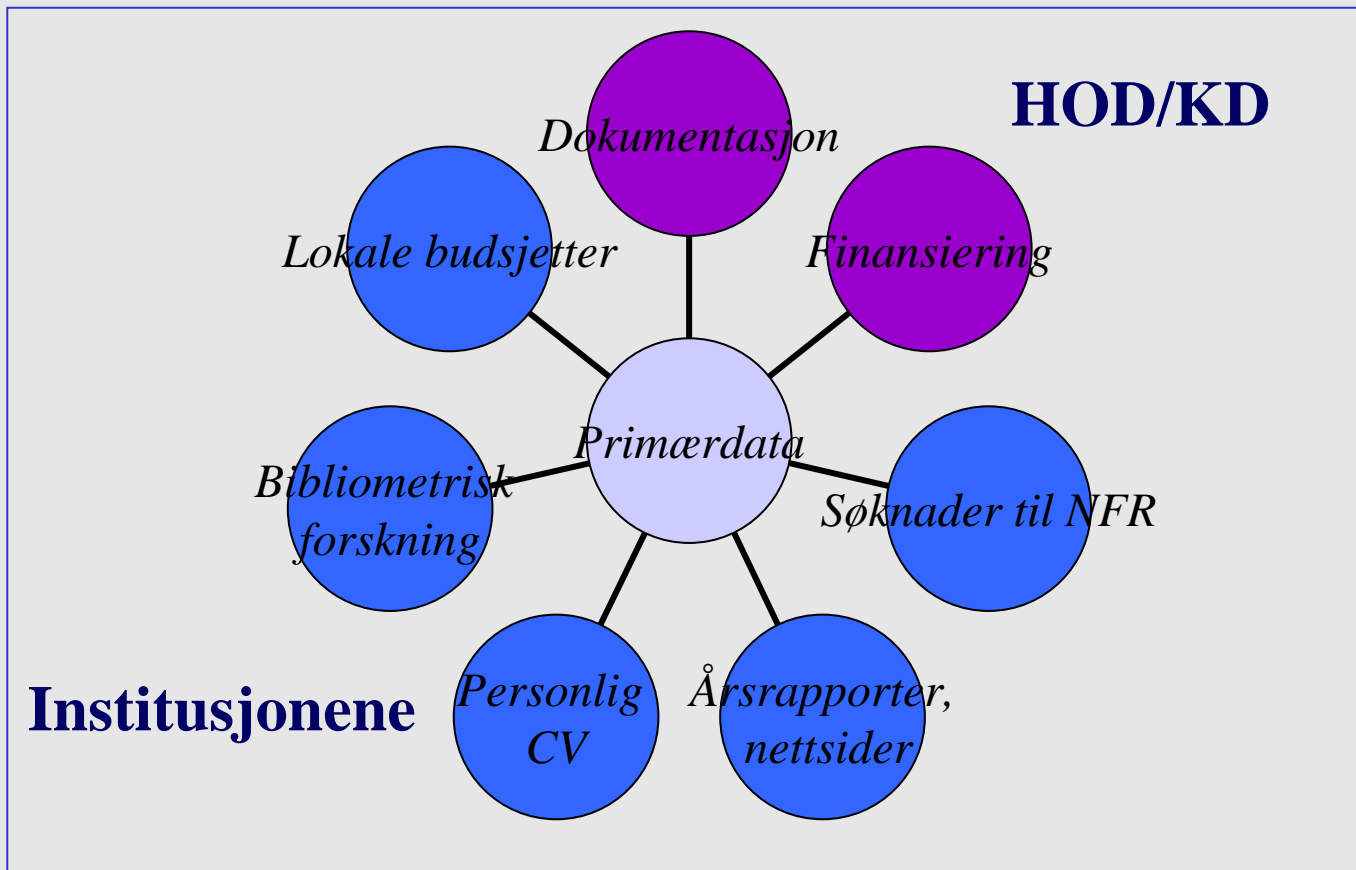 HOD/KD
Dokumentasjon
Lokale budsjetter
Finansiering
Primærdata
Bibliometrisk
forskning
Søknader til NFR
Institusjonene
Personlig
CV
Årsrapporter,
nettsider